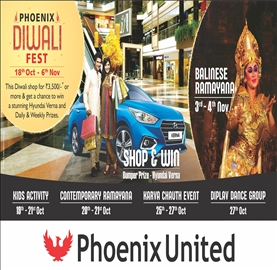 PHOENIX
DIWALI
FEST
18th Oct - 6th Nov
This Diwali shop for ₹3,500/-* or
more & get a chance to win
a stunning Hyundai Verna and
Daily & Weekly Prizes.
BALINESE
RAMAYANA
3rd - 4th Nov
SHOP & WIN
Bumper Prize - Hyundai Verna
KIDS ACTIVITY
18th - 21st Oct
CONTEMPORARY RAMAYANA
20th - 21st Oct
KARVA CHAUTH EVENT
25th - 27th Oct
DIPLAV DANCE GROUP
27th Oct
Phoenix United